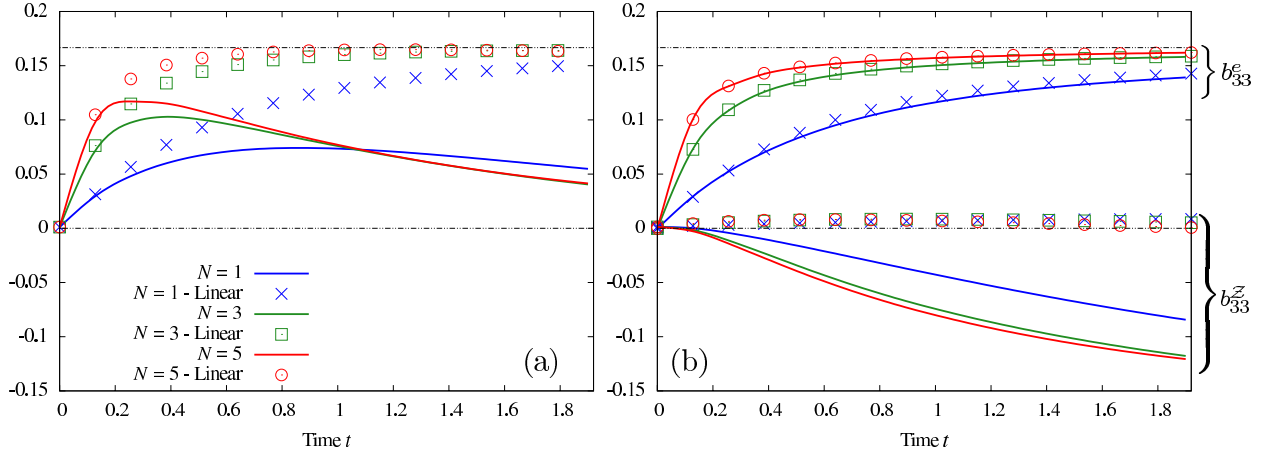 0.2
0.15
0.1
0.05
0
-0.05
-0.1
-0.15
0 0.2 0.4 0.6 0.8 1 1.2 1.4 1.6 1.8
Time t
N = 1
N = 1 - Linear
N = 3
N = 3 - Linear
N = 5
N = 5 - Linear
(a)
0.2
0.15
0.1
0.05
0
-0.05
-0.1
-0.15
0 0.2 0.4 0.6 0.8 1 1.2 1.4 1.6 1.8
Time t
(b)
b^e_33
b^𝒵_33